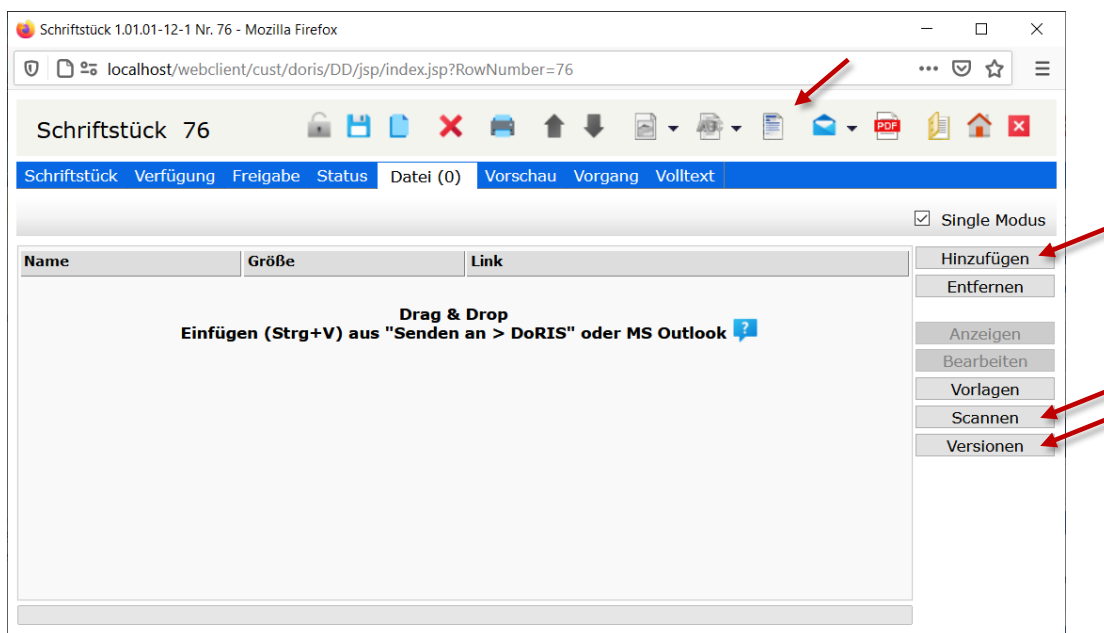 Schriftstück 1.01.01-12-1 Nr. 76 - Mozilla Firefox
localhost/webclient/cust/doris/DD/jsp/index.jsp?RowNumber=76
Schriftstück 76
PDF
Schriftstück Verfügung Freigabe Status Datei (0) Vorschau Vorgang Volltext
Single Modus
Name Größe Link
Hinzufügen
Entfernen
Drag & Drop
Einfügen (Strg+V) aus "Senden an > DoRIS" oder MS Outlook ?
Anzeigen
Bearbeiten
Vorlagen
Scannen
Versionen